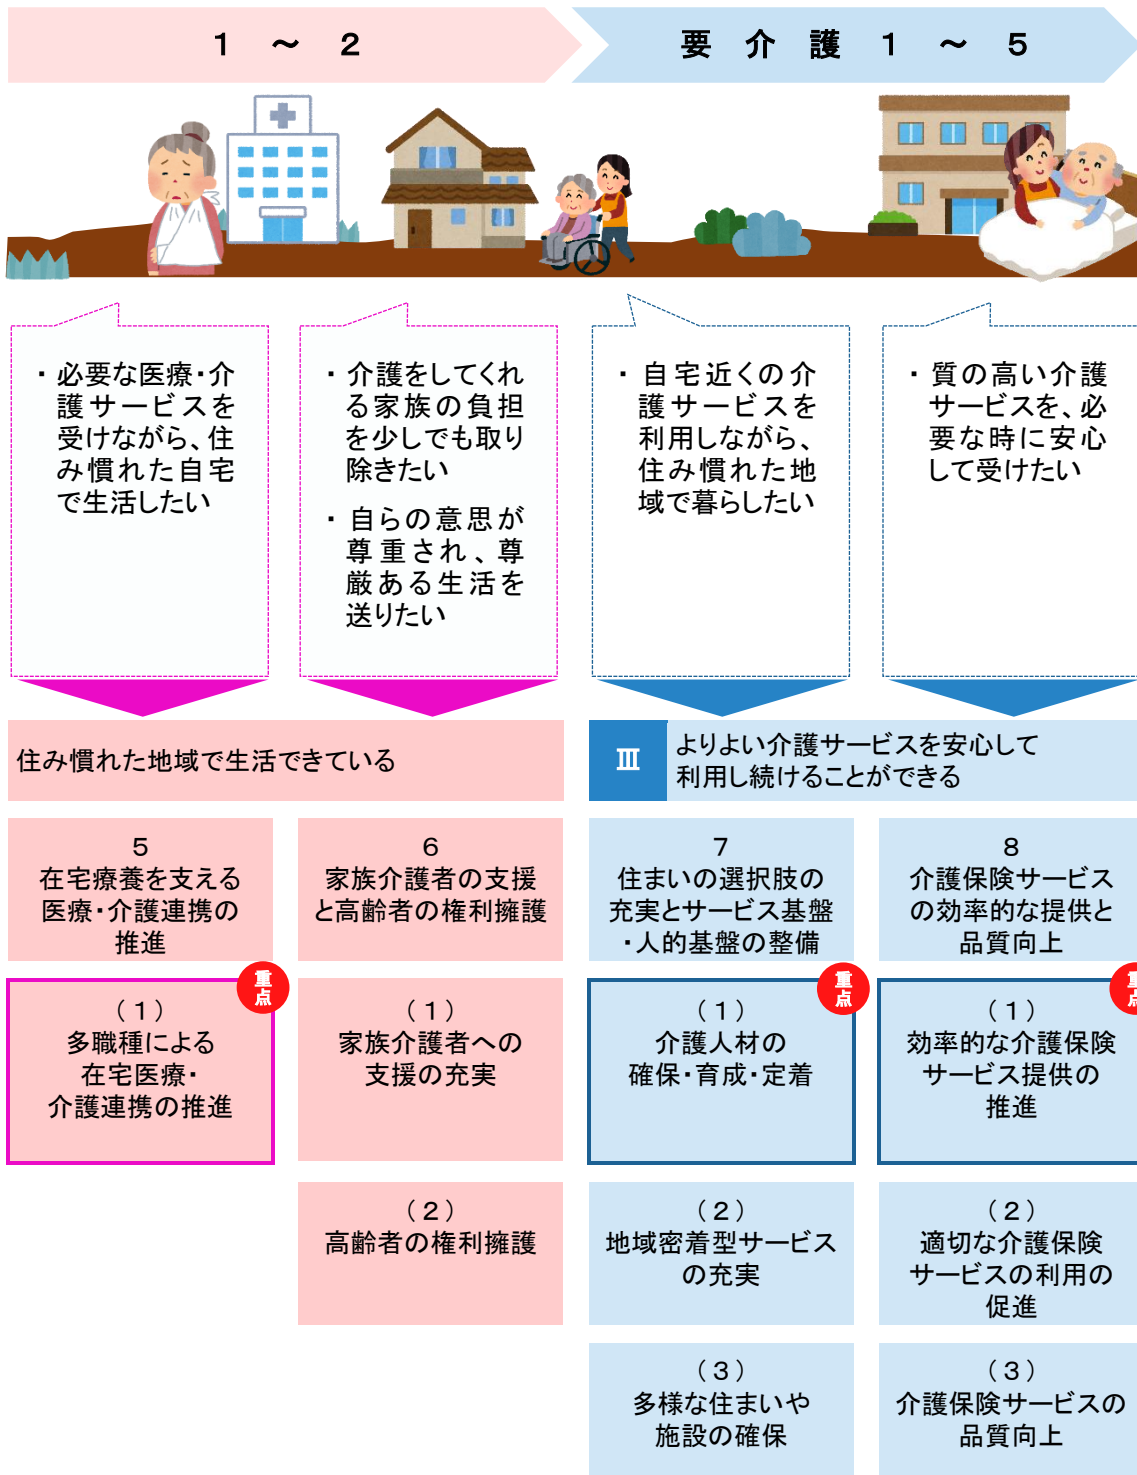 １ ～ ２
要 介 護 １ ～ ５
・必要な医療・介
護サービスを
受けながら、住
み慣れた自宅
で生活したい
・介護をしてくれ
る家族の負担
を少しでも取り
除きたい
・自らの意思が
尊重され、尊
厳ある生活を
送りたい
・自宅近くの介
護サービスを
利用しながら、
住み慣れた地
域で暮らしたい
・質の高い介護
サービスを、必
要な時に安心
して受けたい
住み慣れた地域で生活できている
Ⅲ
よりよい介護サービスを安心して
利用し続けることができる
５
在宅療養を支える
医療・介護連携の
推進
６
家族介護者の支援
と高齢者の権利擁護
７
住まいの選択肢の
充実とサービス基盤
・人的基盤の整備
８
介護保険サービス
の効率的な提供と
品質向上
重点
（１）
多職種による
在宅医療・
介護連携の推進
（１）
家族介護者への
支援の充実
重点
（１）
介護人材の
確保・育成・定着
重点
（１）
効率的な介護保険
サービス提供の
推進
（２）
高齢者の権利擁護
（２）
地域密着型サービス
の充実
（２）
適切な介護保険
サービスの利用の
促進
（３）
多様な住まいや
施設の確保
（３）
介護保険サービスの
品質向上